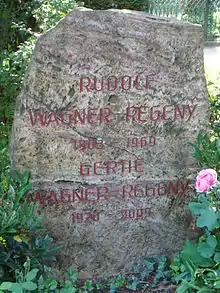 RUDOLF
WAGNER-REGENY
1903 1969
GERTIE
WAGNER-REGENY